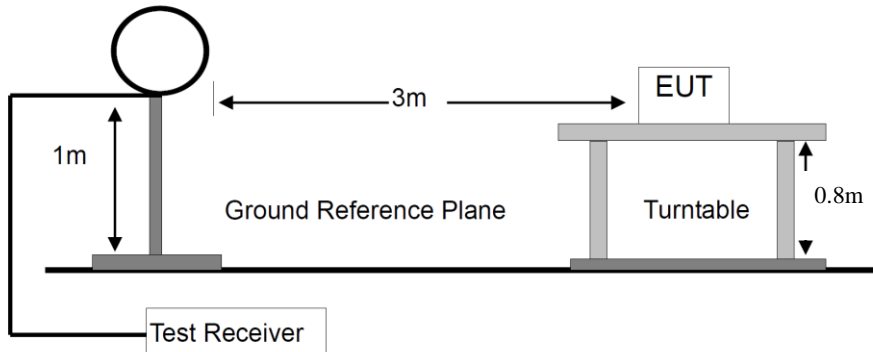 EUT
3m
1m
0.8m
Ground Reference Plane
Turntable
Test Receiver